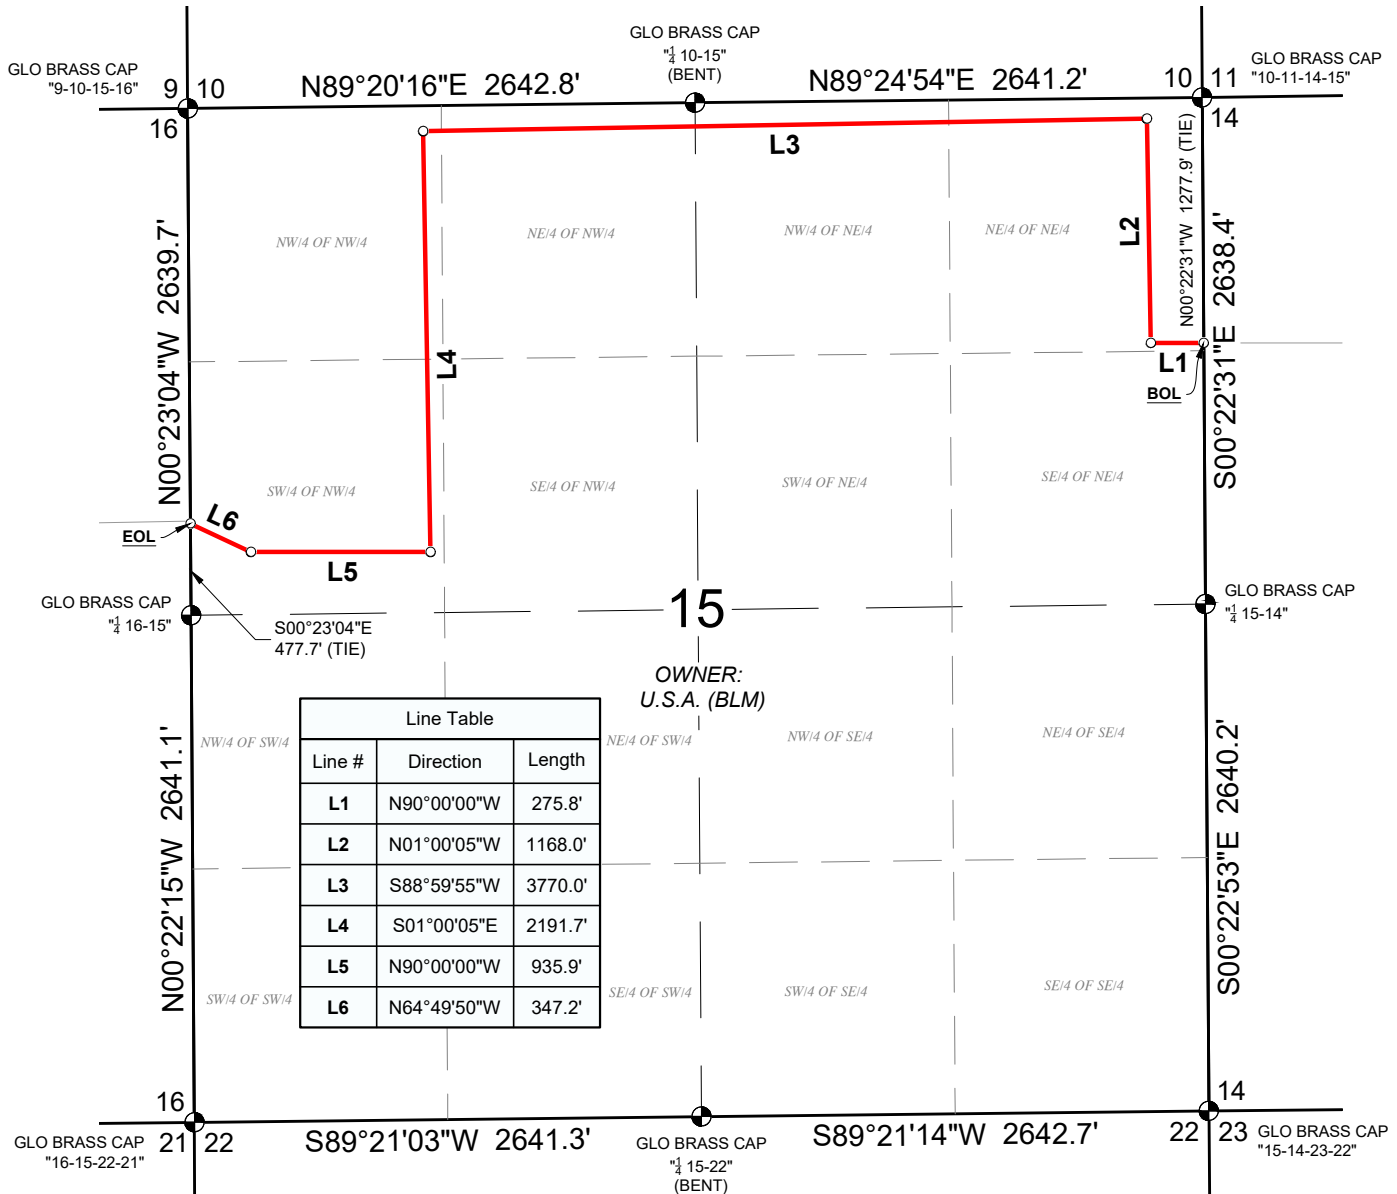 GLO BRASS CAP
"1/4 10-15"
(BENT)
GLO BRASS CAP
"9-10-15-16"
9 10
16
N89°20'16"E 2642.8'
N89°24'54"E 2641.2'
10 11
14
GLO BRASS CAP
"10-11-14-15"
L3
N00°22'31"W 1277.9' (TIE)
L2
S00°22'31"E 2638.4'
N00°23'04"W 2639.7'
NW/4 OF NW/4
NE/4 OF NW/4
NW/4 OF NE/4
NE/4 OF NE/4
L4
L1
BOL
SW/4 OF NW/4
SE/4 OF NW/4
SW/4 OF NE/4
SE/4 OF NE/4
L6
EOL
L5
GLO BRASS CAP
"1/4 16-15"
S00°23'04"E
477.7' (TIE)
15
GLO BRASS CAP
"1/4 15-14"
OWNER:
U.S.A. (BLM)
NW/4 OF SW/4
NE/4 OF SW/4
NW/4 OF SE/4
NE/4 OF SE/4
N00°22'15"W 2641.1'
S00°22'53"E 2640.2'
Line Table
Line # Direction Length
L1 N90°00'00"W 275.8'
L2 N01°00'05"W 1168.0'
L3 S88°59'55"W 3770.0'
L4 S01°00'05"E 2191.7'
L5 N90°00'00"W 935.9'
L6 N64°49'50"W 347.2'
SW/4 OF SW/4
SE/4 OF SW/4
SW/4 OF SE/4
SE/4 OF SE/4
16
21 22
GLO BRASS CAP
"16-15-22-21"
S89°21'03"W 2641.3'
GLO BRASS CAP
"1/4 15-22"
(BENT)
S89°21'14"W 2642.7'
14
22 23
GLO BRASS CAP
"15-14-23-22"